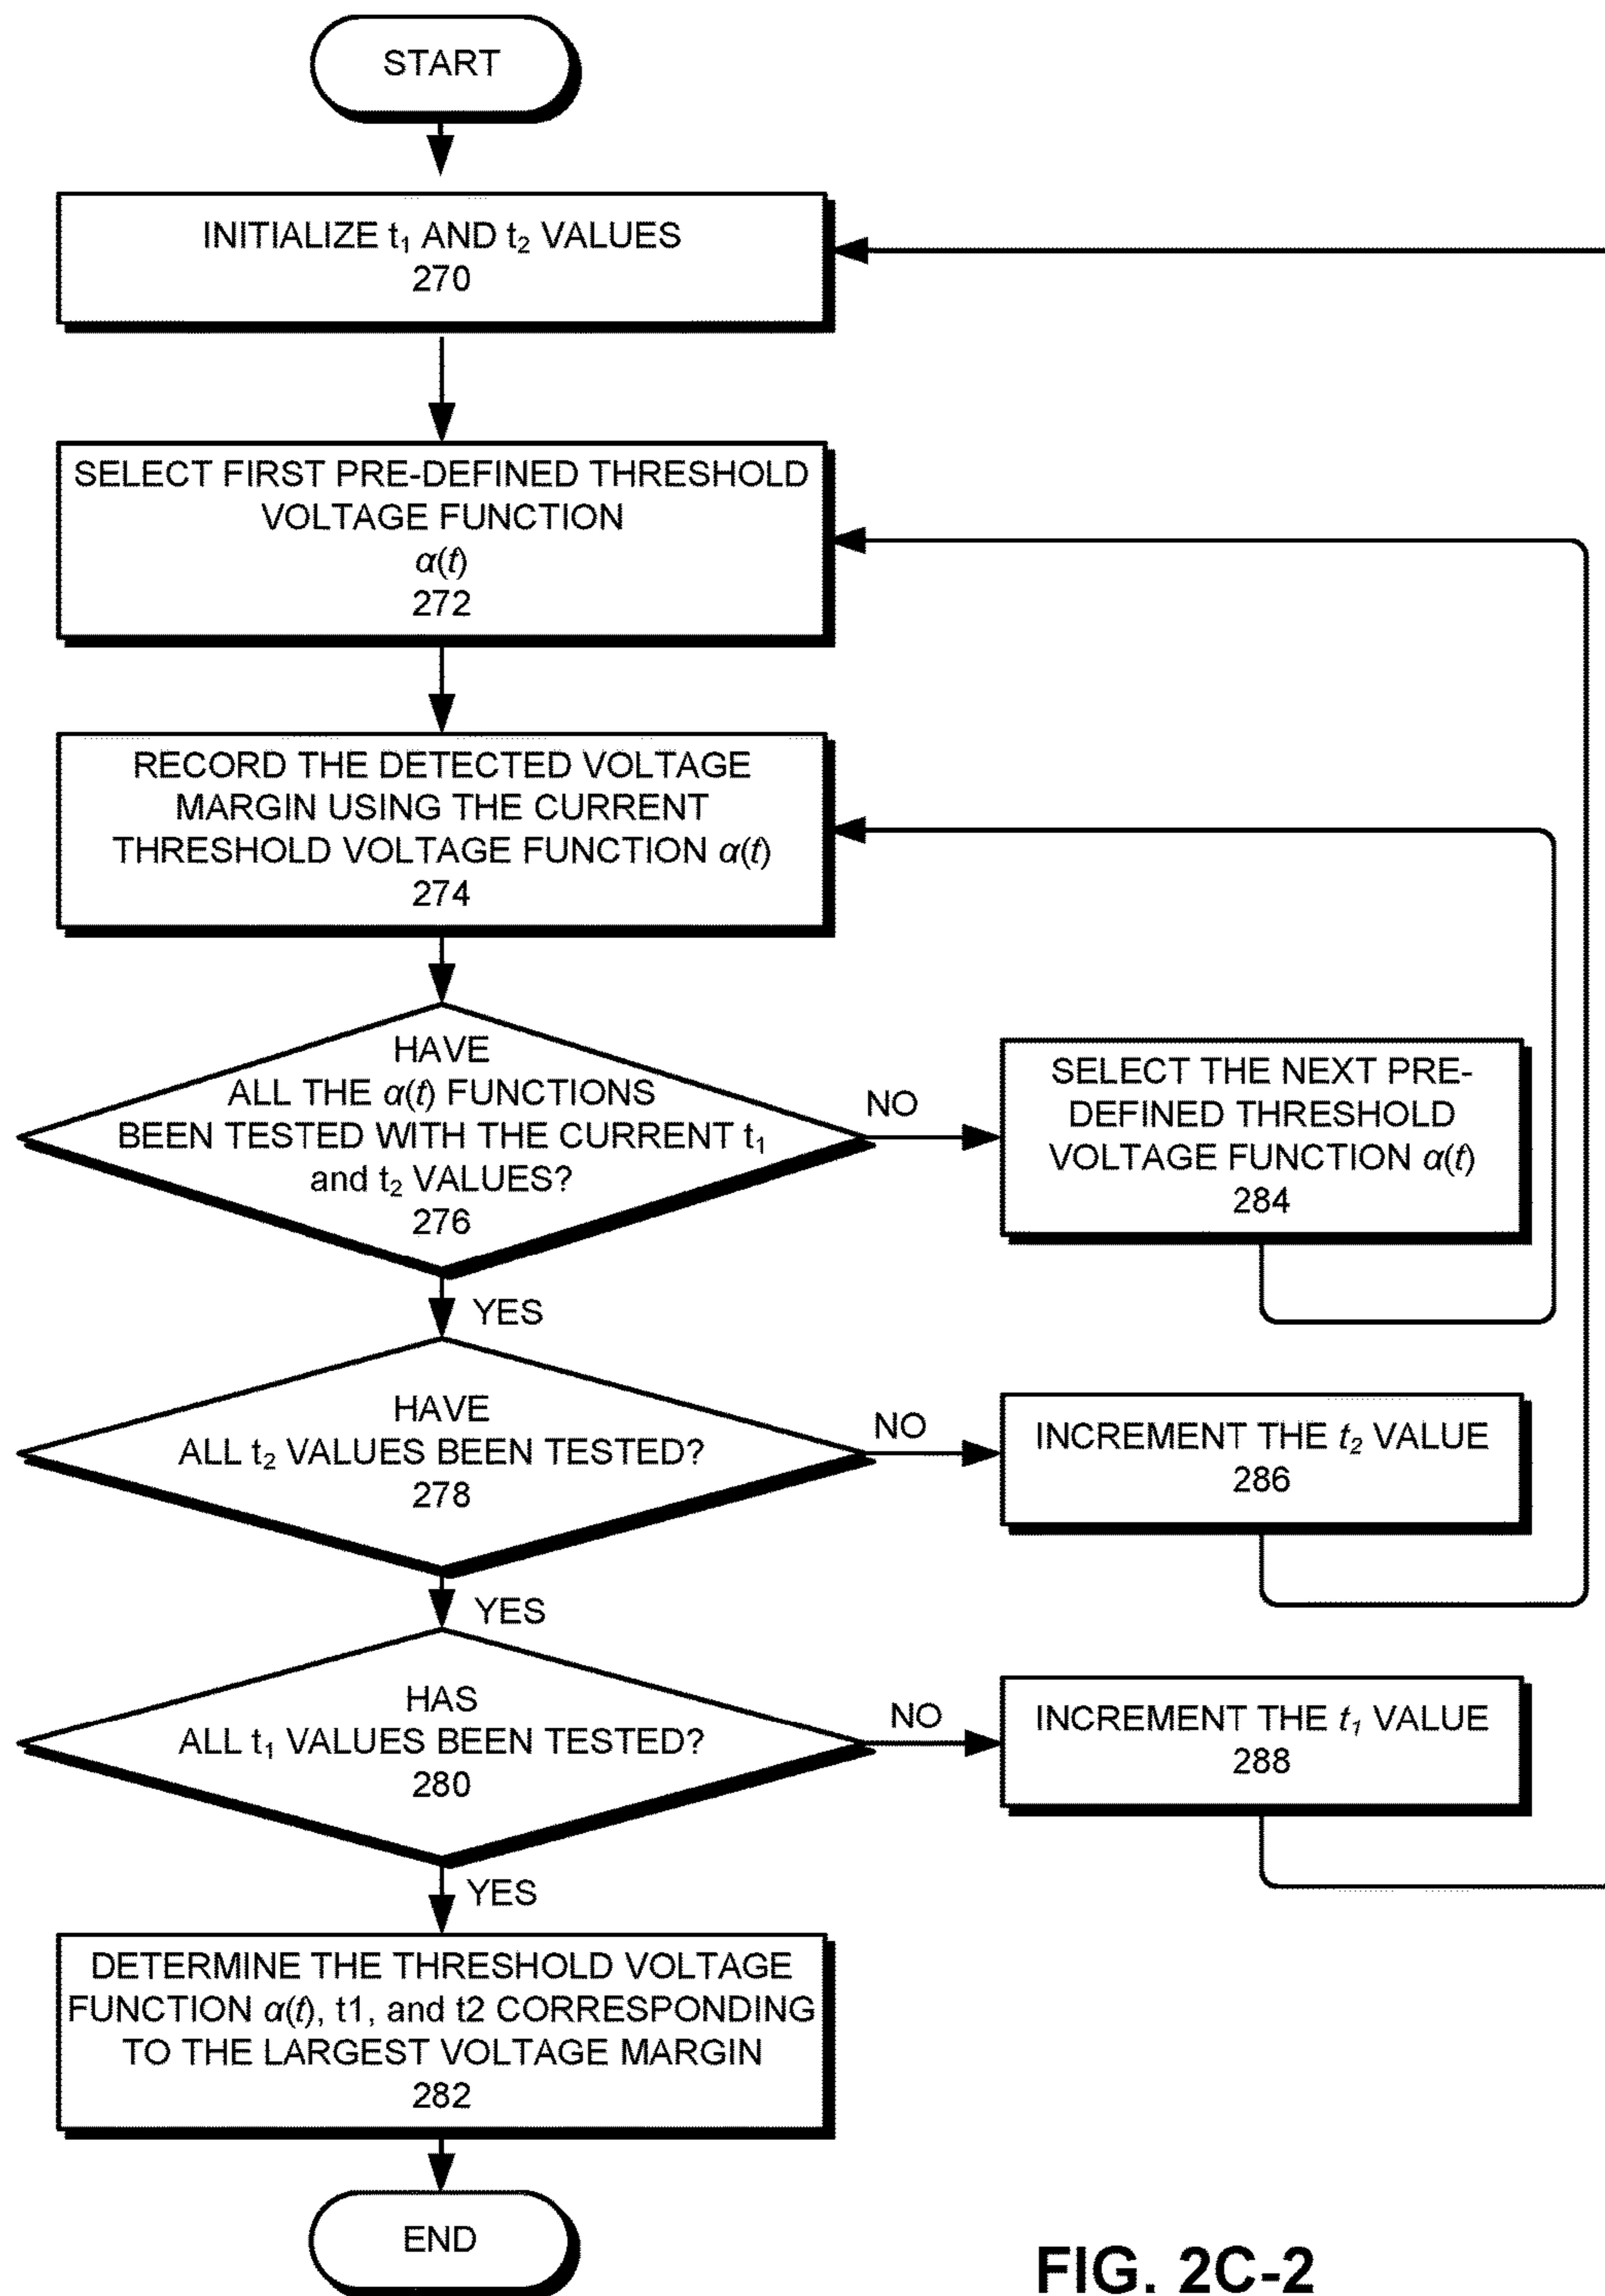 START
INITIALIZE t₁ AND t₂ VALUES
270
SELECT FIRST PRE-DEFINED THRESHOLD
VOLTAGE FUNCTION
α(t)
272
RECORD THE DETECTED VOLTAGE
MARGIN USING THE CURRENT
THRESHOLD VOLTAGE FUNCTION α(t)
274
HAVE
ALL THE α(t) FUNCTIONS
BEEN TESTED WITH THE CURRENT t₁
and t₂ VALUES?
276
NO
SELECT THE NEXT PRE-
DEFINED THRESHOLD
VOLTAGE FUNCTION α(t)
284
YES
HAVE
ALL t₂ VALUES BEEN TESTED?
278
NO
INCREMENT THE t₂ VALUE
286
YES
HAS
ALL t₁ VALUES BEEN TESTED?
280
NO
INCREMENT THE t₁ VALUE
288
YES
DETERMINE THE THRESHOLD VOLTAGE
FUNCTION α(t), t1, and t2 CORRESPONDING
TO THE LARGEST VOLTAGE MARGIN
282
END
FIG. 2C-2